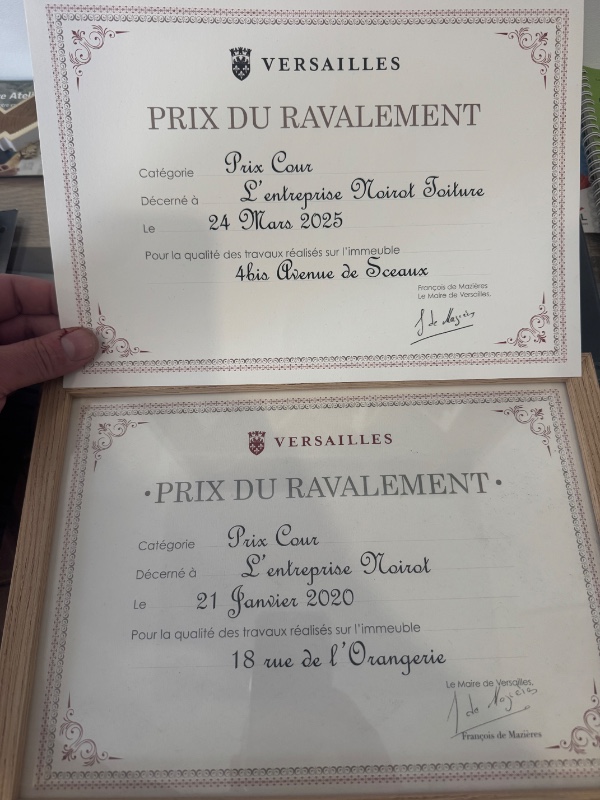 VERSAILLES
PRIX DU RAVALEMENT
Catégorie Prix Cour
Décerné à L'entreprise Noirot Toiture
Le 24 Mars 2025
Pour la qualité des travaux réalisés sur l'immeuble
4bis Avenue de Sceaux
François de Mazières
Le Maire de Versailles.
VERSAILLES
•PRIX DU RAVALEMENT•
Catégorie Prix Cour
Décerné à L'entreprise Noirot
Le 21 Janvier 2020
Pour la qualité des travaux réalisés sur l'immeuble
18 rue de l'Orangerie
Le Maire de Versailles,
François de Mazières